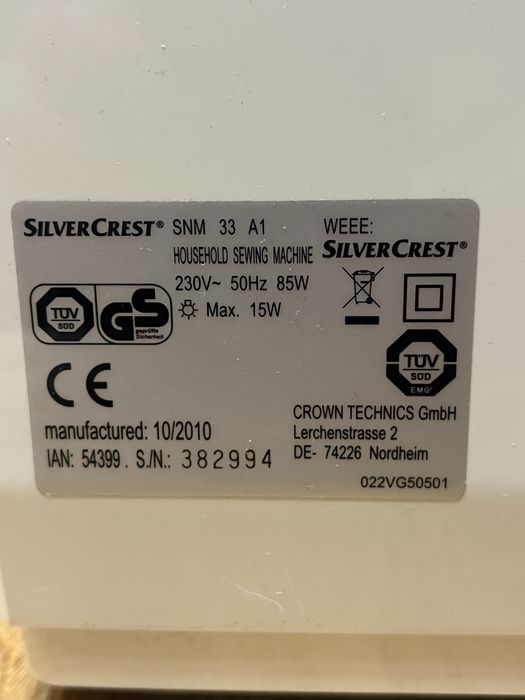 SILVERCREST® SNM 33 A1 WEEE:
HOUSEHOLD SEWING MACHINE SILVERCREST®
230V~ 50Hz 85W
Max. 15W
TÜV
SÜD
GS
geprüfte
Sicherheit
TÜV
SÜD
EMC
CE
CROWN TECHNICS GmbH
manufactured: 10/2010
Lerchenstrasse 2
IAN: 54399. S./N.: 382994
DE- 74226 Nordheim
022VG50501